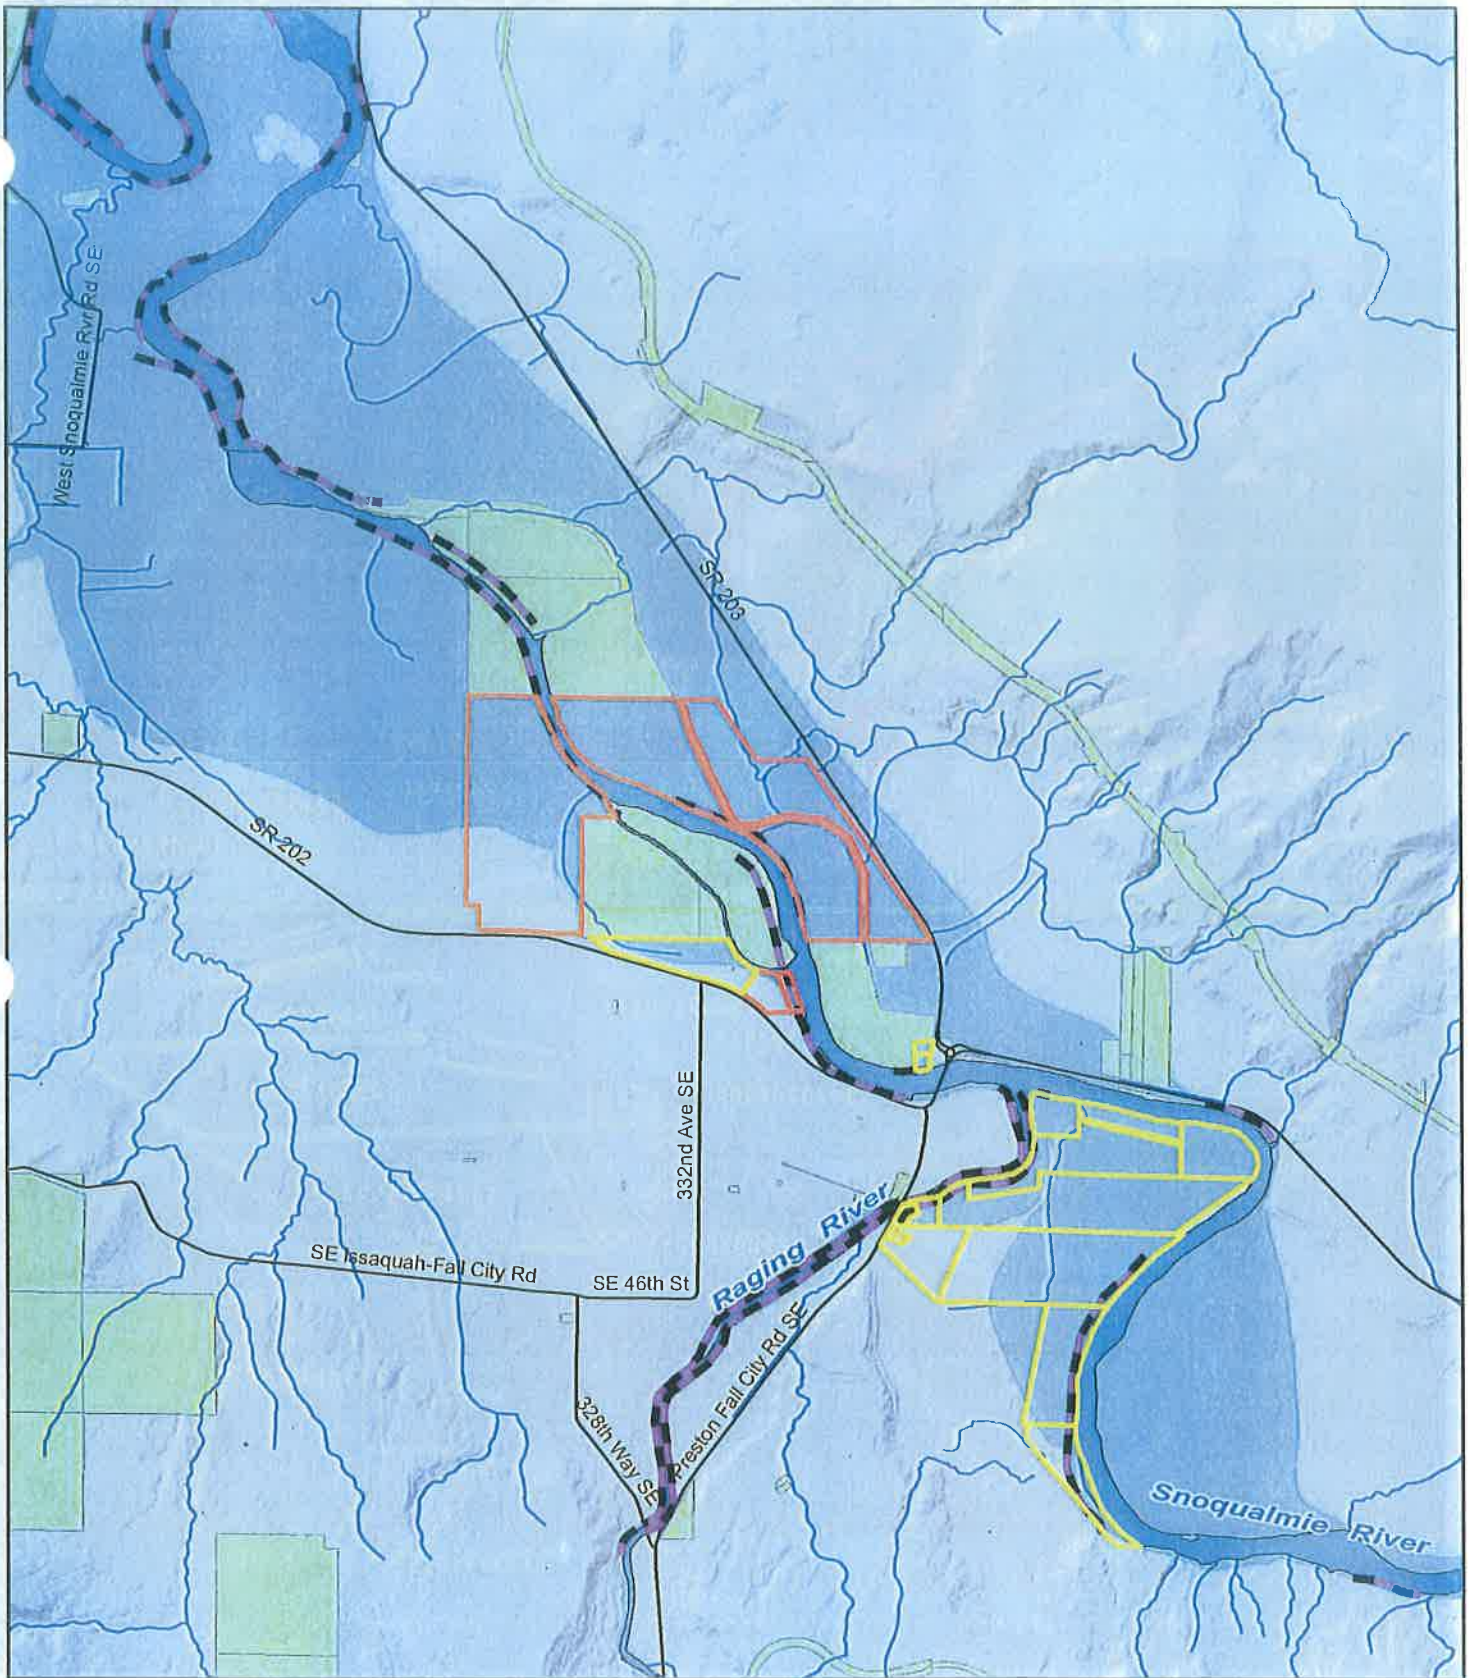 West Snoqualmie Rvr Rd SE
SR 203
SR 202
332nd Ave SE
Raging River
SE Issaquah-Fall City Rd
SE 46th St
328th Way SE
Preston Fall City Rd SE
Snoqualmie River